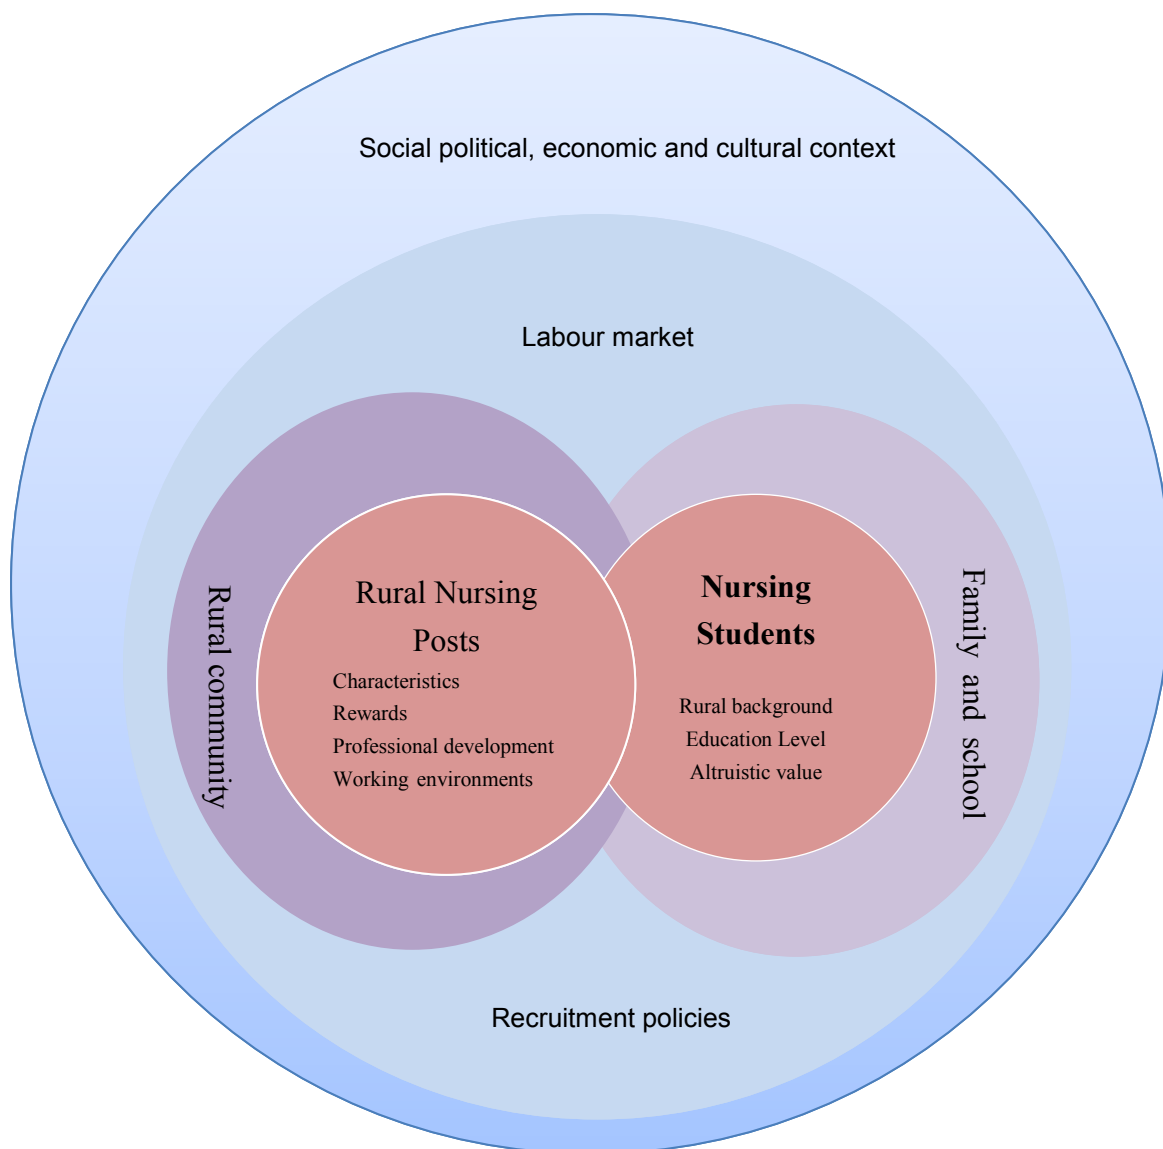 Social political, economic and cultural context
Labour market
Rural community
Rural Nursing
Posts
Characteristics
Rewards
Professional development
Working environments
Nursing
Students
Rural background
Education Level
Altruistic value
Family and school
Recruitment policies